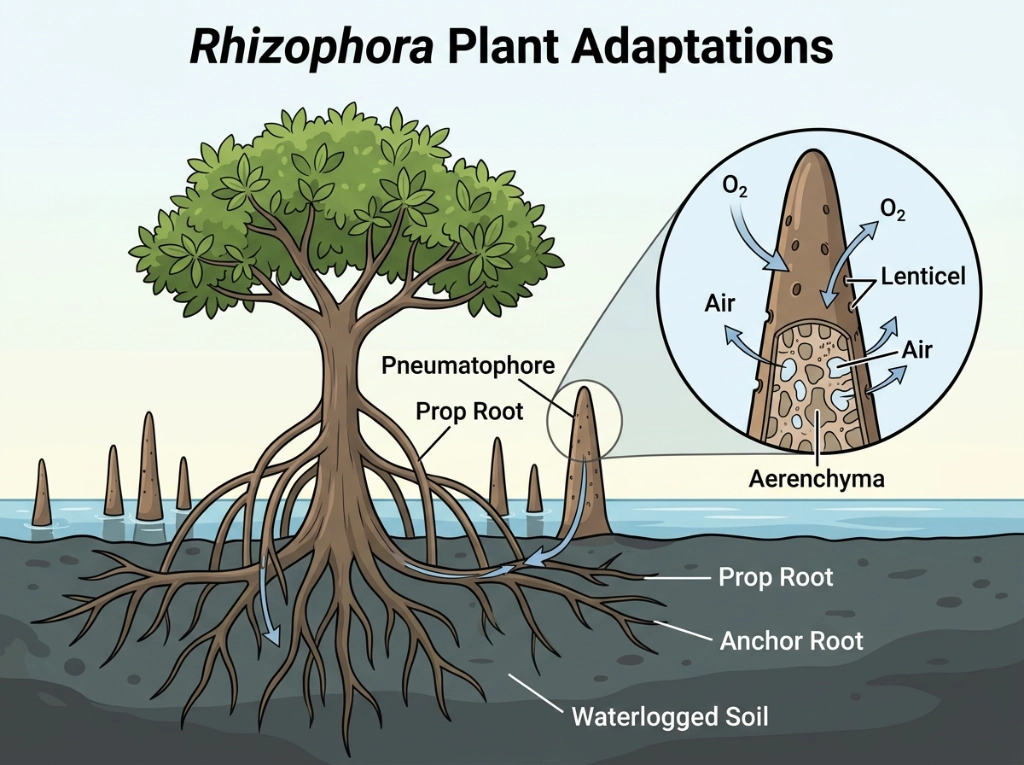 Rhizophora Plant Adaptations
O₂
O₂
Lenticel
Air
Air
Pneumatophore
Prop Root
Aerenchyma
Prop Root
Anchor Root
Waterlogged Soil